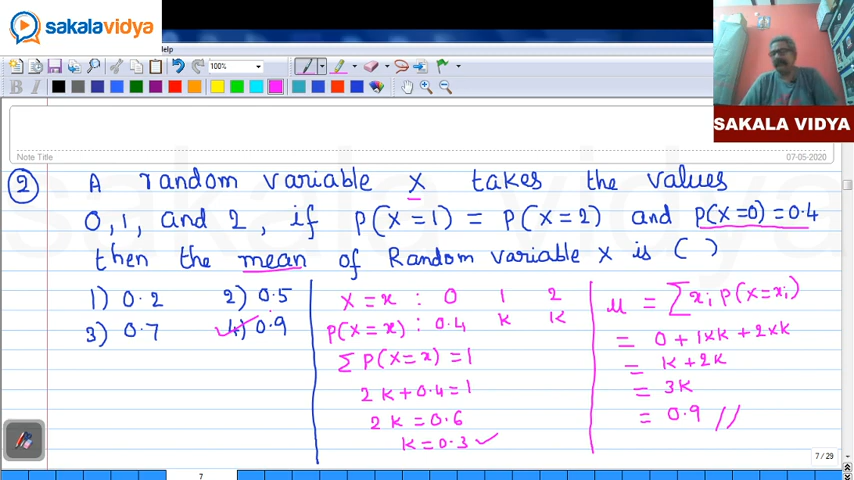 sakalavidya
Help
100%
B I U
SAKALA VIDYA
Note Title
07-05-2020
2 A random variable X takes the values
0, 1, and 2, if P(X=1) = P(X=2) and P(X=0)=0.4
then the mean of Random variable X is ( )
1) 0.2 2) 0.5
3) 0.7 4) 0.9
X = x : 0 1 2
P(X=x) : 0.4 K K
∑ P(X=x) = 1
2K + 0.4 = 1
2K = 0.6
K = 0.3 ✓
μ = ∑ xi P(X=xi)
= 0 + 1×K + 2×K
= K + 2K
= 3K
= 0.9 //
7/29
7